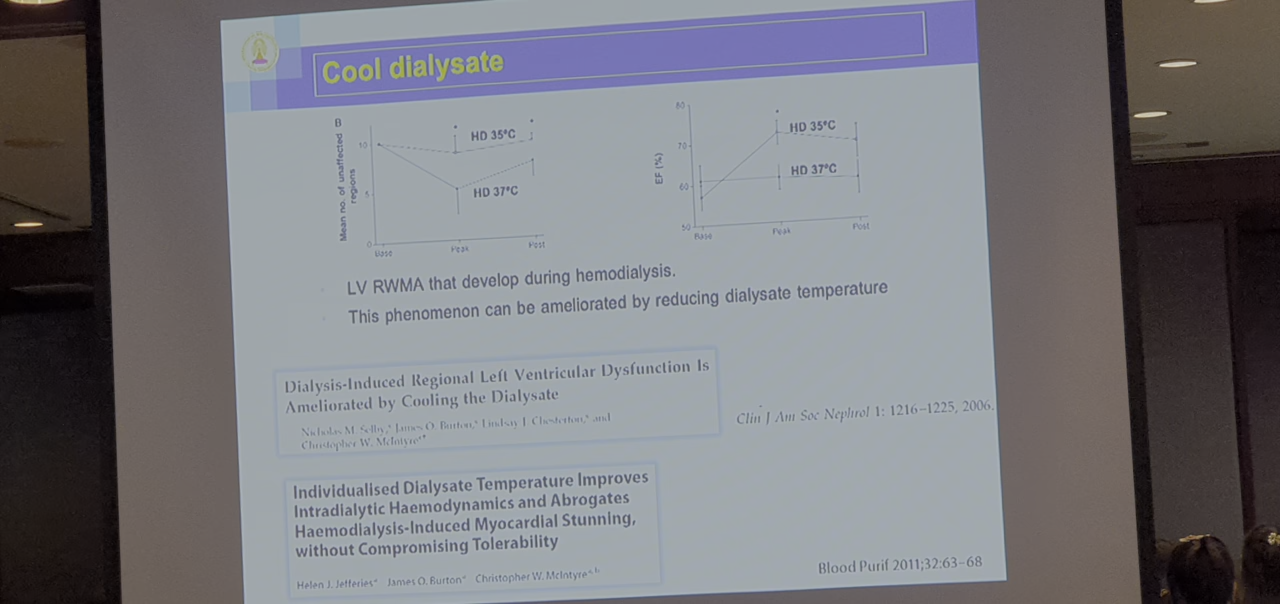 Cool dialysate
B
Mean no. of unaffected
regions
10
5
0
HD 35°C
HD 37°C
Base
Peak
Post
EF (%)
80
70
60
50
HD 35°C
HD 37°C
Base
Peak
Post
LV RWMA that develop during hemodialysis.
This phenomenon can be ameliorated by reducing dialysate temperature
Dialysis-Induced Regional Left Ventricular Dysfunction Is
Ameliorated by Cooling the Dialysate
Nicholas M. Selby,* James O. Burton,* Lindsay J. Chesterton,* and
Christopher W. McIntyre*†
Clin J Am Soc Nephrol 1: 1216–1225, 2006.
Individualised Dialysate Temperature Improves
Intradialytic Haemodynamics and Abrogates
Haemodialysis-Induced Myocardial Stunning,
without Compromising Tolerability
Helen J. Jefferies a James O. Burton a Christopher W. McIntyre a, b
Blood Purif 2011;32:63–68